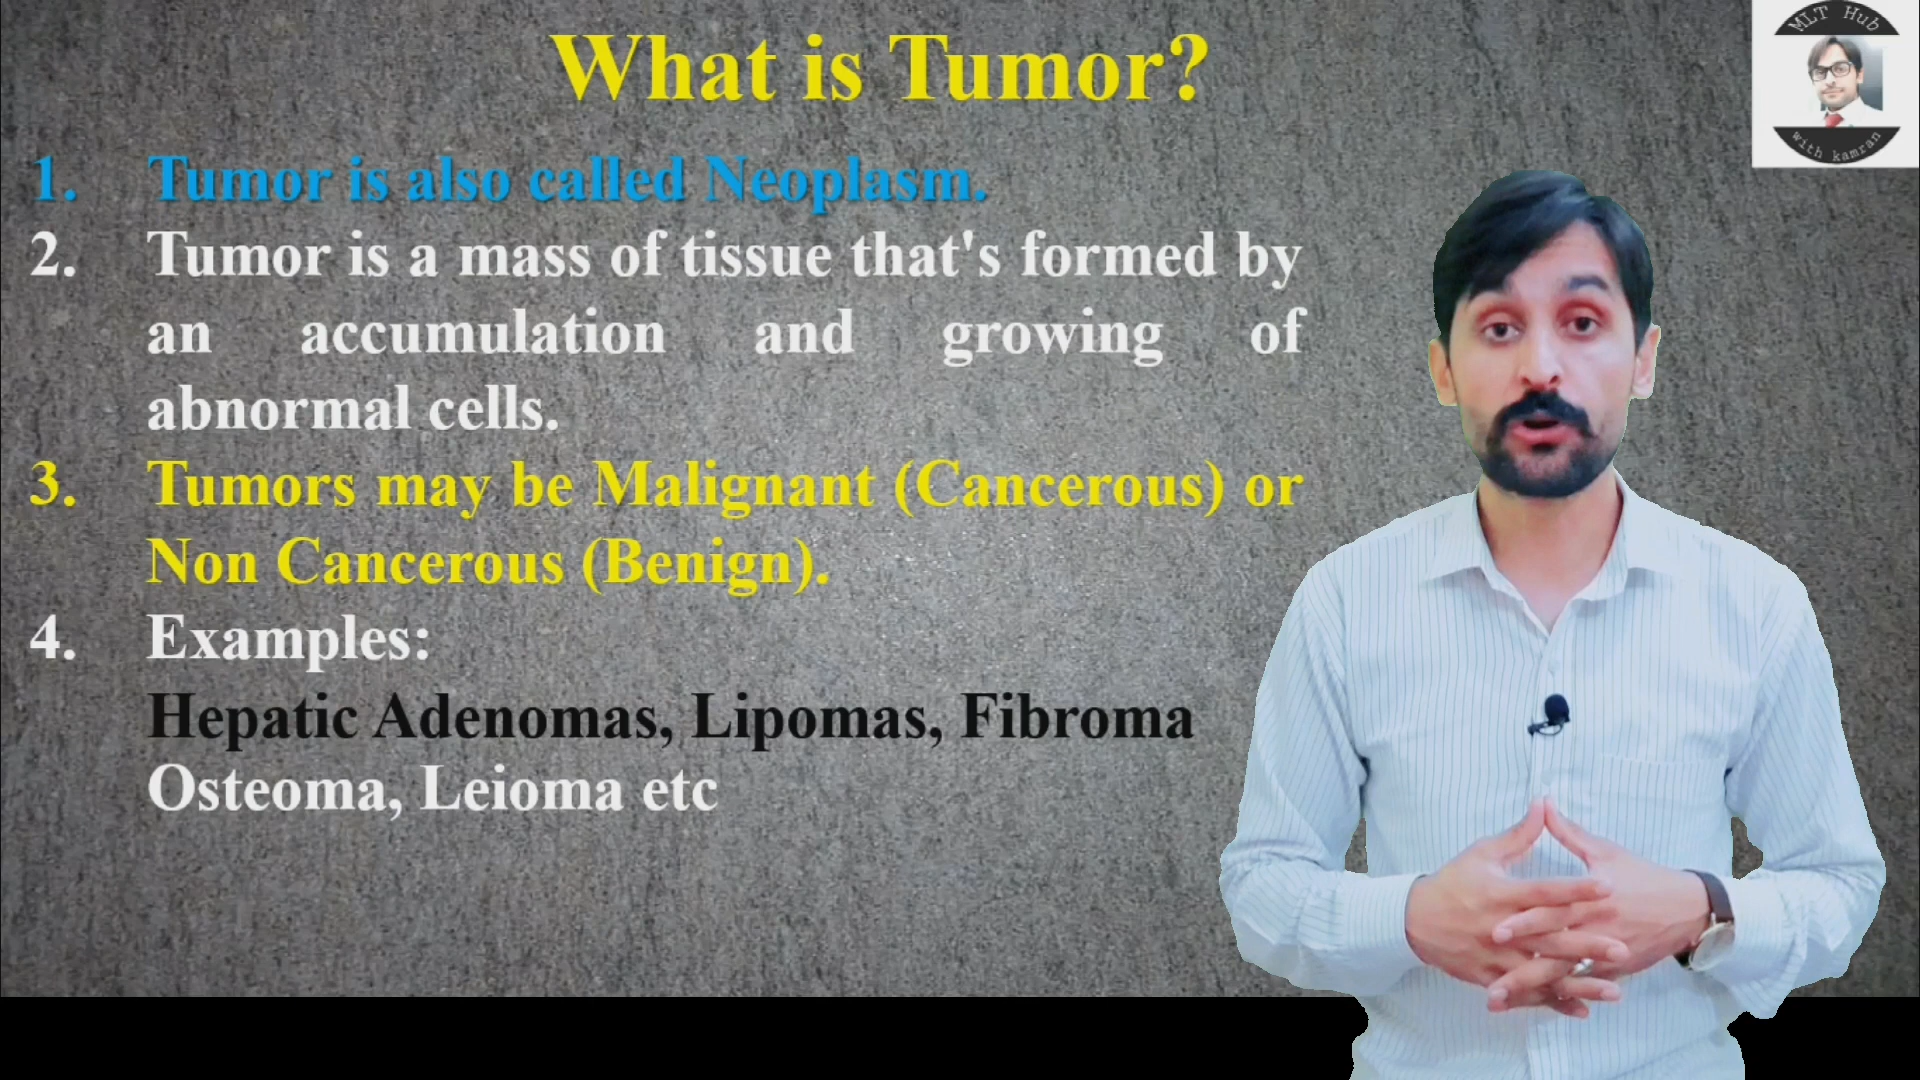 What is Tumor?
MLT Hub
with kamran
1. Tumor is also called Neoplasm.
2. Tumor is a mass of tissue that's formed by
an accumulation and growing of
abnormal cells.
3. Tumors may be Malignant (Cancerous) or
Non Cancerous (Benign).
4. Examples:
Hepatic Adenomas, Lipomas, Fibroma
Osteoma, Leioma etc